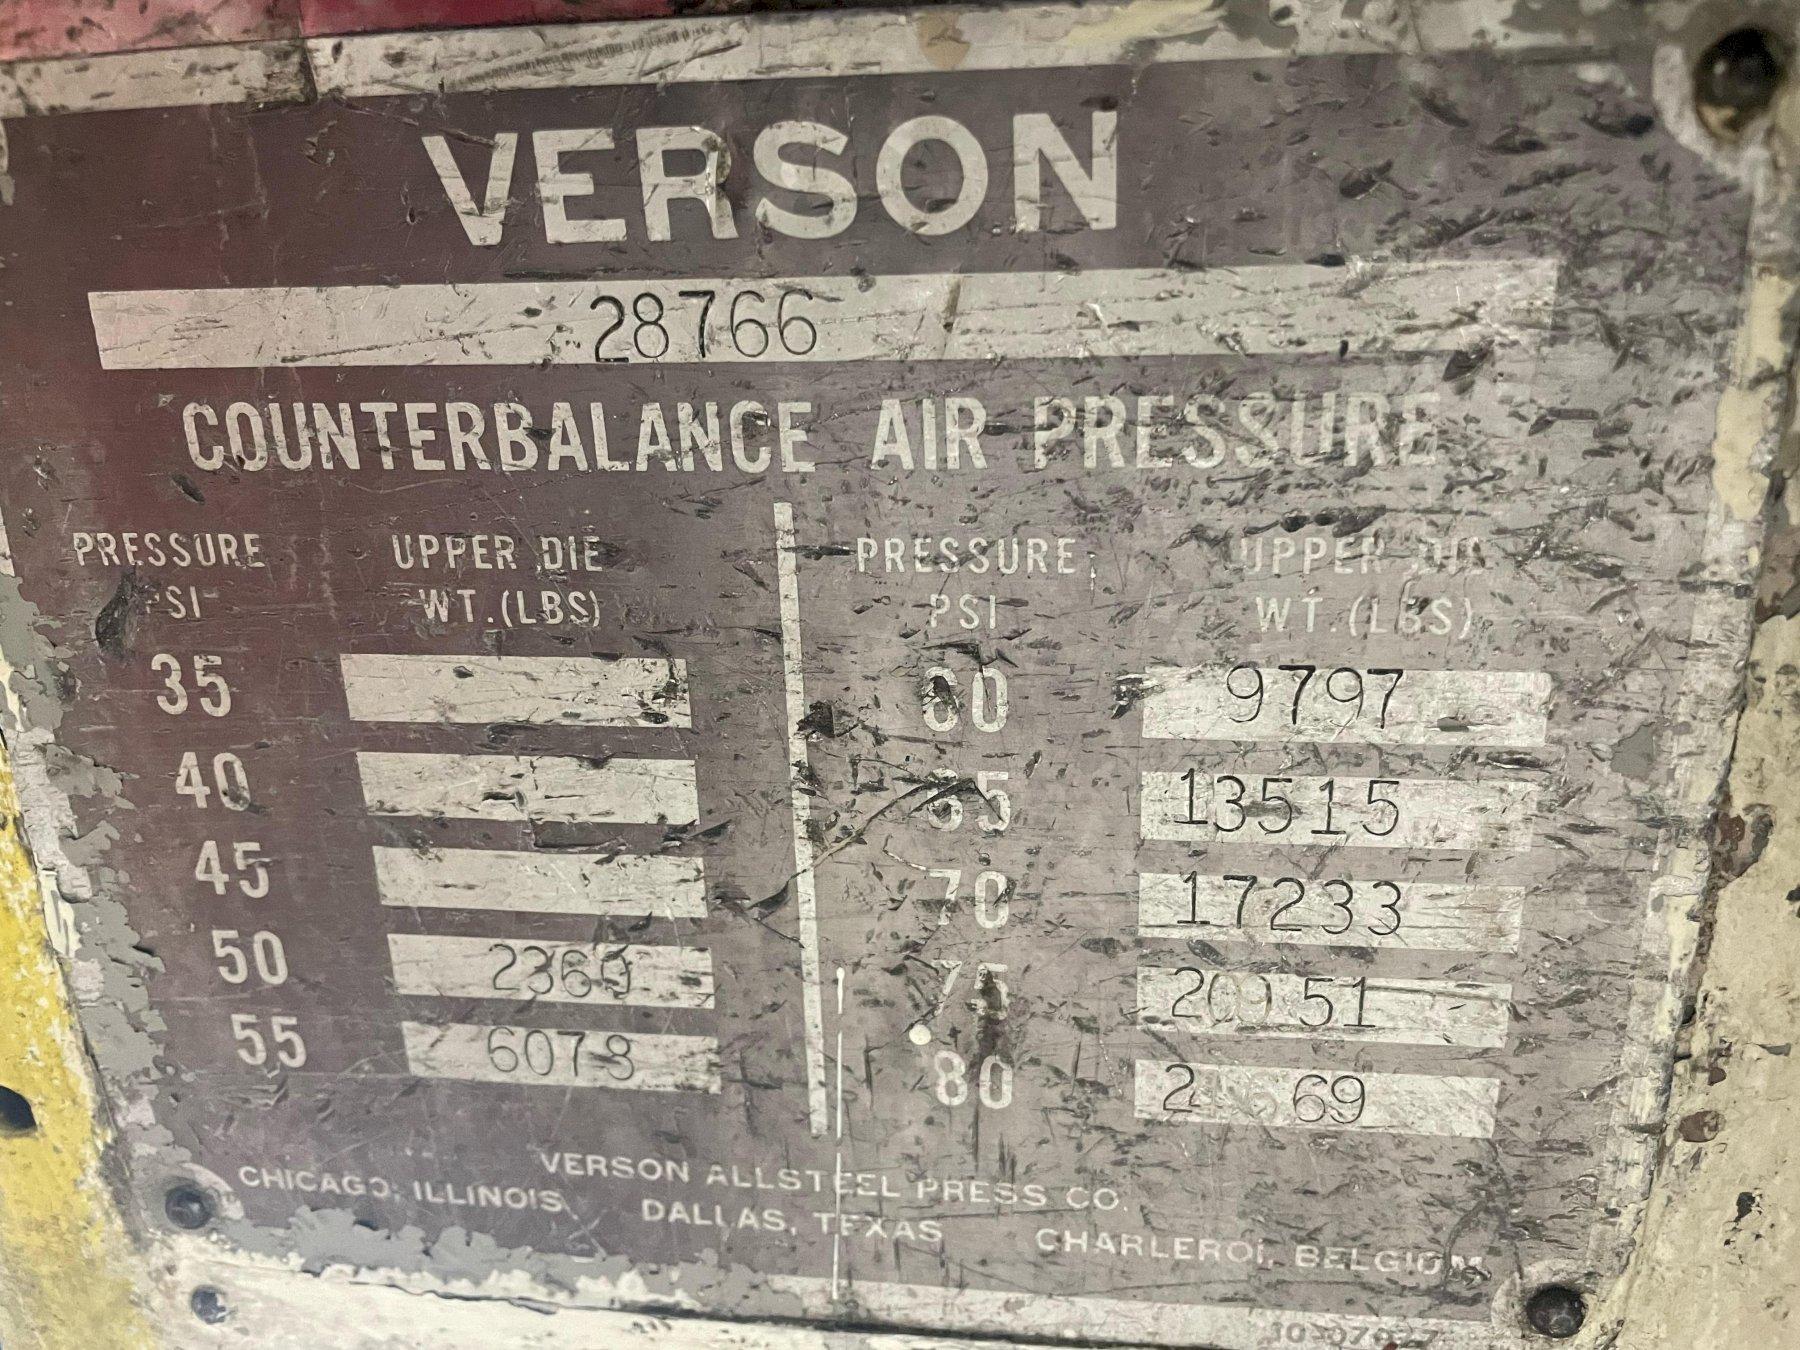 VERSON
28766
COUNTERBALANCE AIR PRESSURE
PRESSURE UPPER DIE PRESSURE UPPER DIE
PSI WT.(LBS) PSI WT.(LBS)
35 60 9797
40 65 13515
45 70 17233
50 2360 75 20951
55 6078 80
VERSON ALLSTEEL PRESS CO.
CHICAGO, ILLINOIS DALLAS, TEXAS CHARLEROI, BELGIUM